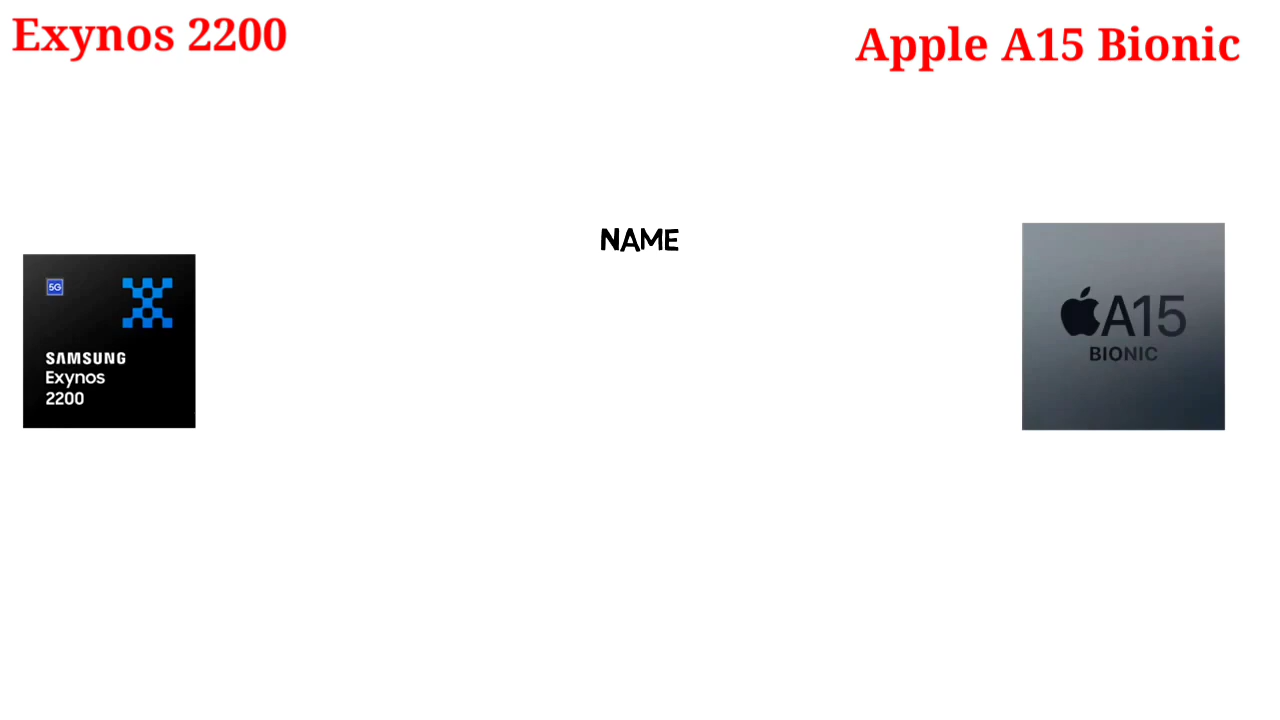 Exynos 2200
Apple A15 Bionic
NAME
5G
SAMSUNG
Exynos
2200
A15
BIONIC